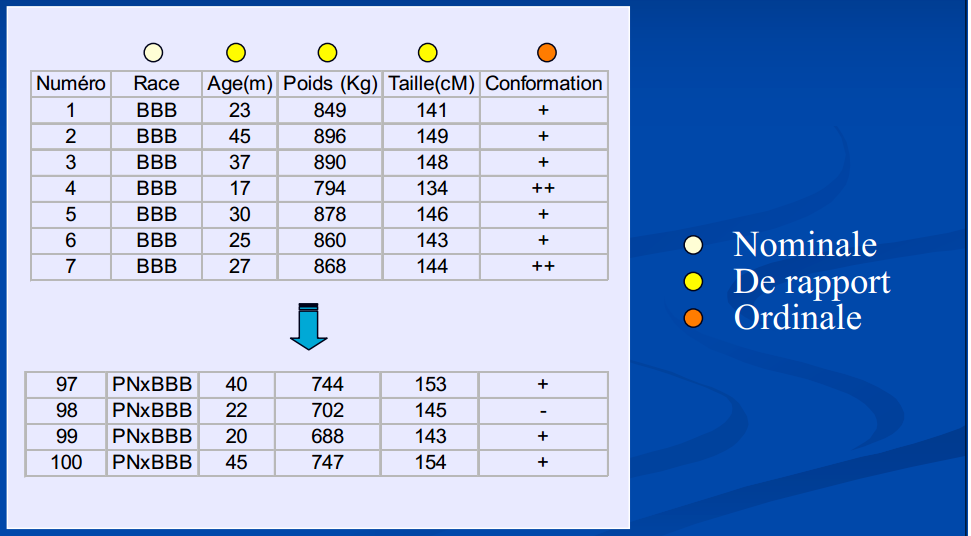 Numéro Race Age(m) Poids (Kg) Taille(cM) Conformation
1 BBB 23 849 141 +
2 BBB 45 896 149 +
3 BBB 37 890 148 +
4 BBB 17 794 134 ++
5 BBB 30 878 146 +
6 BBB 25 860 143 +
7 BBB 27 868 144 ++
97 PNxBBB 40 744 153 +
98 PNxBBB 22 702 145 -
99 PNxBBB 20 688 143 +
100 PNxBBB 45 747 154 +
Nominale
De rapport
Ordinale